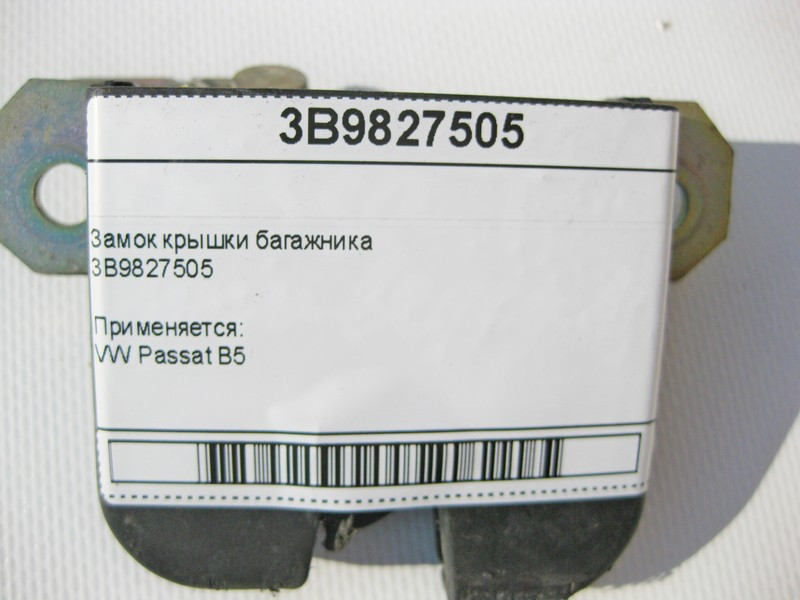 3B9827505
Замок крышки багажника
3B9827505
Применяется:
VW Passat B5